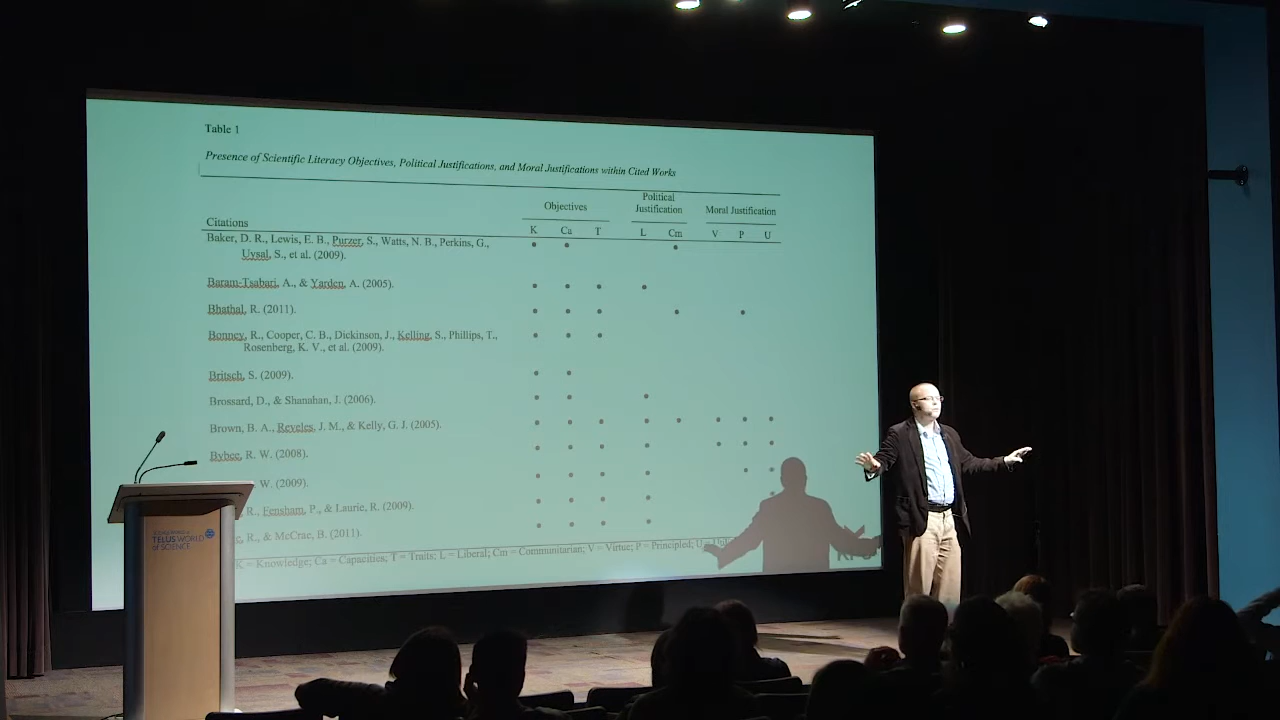 Table 1
Presence of Scientific Literacy Objectives, Political Justifications, and Moral Justifications within Cited Works
Citations Objectives Political Justification Moral Justification
K Ca T L Cm V P U
Baker, D. R., Lewis, E. B., Purzer, S., Watts, N. B., Perkins, G.,
Uysal, S., et al. (2009).
Baram-Tsabari, A., & Yarden, A. (2005).
Bhathal, R. (2011).
Bonney, R., Cooper, C. B., Dickinson, J., Kelling, S., Phillips, T.,
Rosenberg, K. V., et al. (2009).
Britsch, S. (2009).
Brossard, D., & Shanahan, J. (2006).
Brown, B. A., Reveles, J. M., & Kelly, G. J. (2005).
Bybee, R. W. (2008).
W. (2009).
R., Fensham, P., & Laurie, R. (2009).
R., & McCrae, B. (2011).
K = Knowledge; Ca = Capacities; T = Traits; L = Liberal; Cm = Communitarian; V = Virtue; P = Principled; U =
TELUS WORLD
of SCIENCE